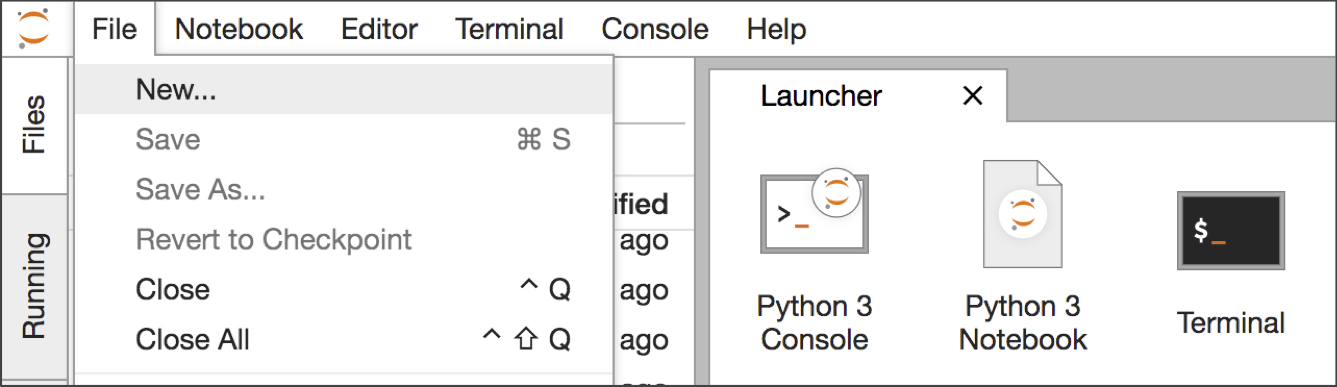 File Notebook Editor Terminal Console Help
Files
Running
New...
Save ⌘ S
Save As...
Revert to Checkpoint
Close ^ Q
Close All ^ ⇧ Q
ified
ago
ago
ago
Launcher ×
>_
Python 3
Console
Python 3
Notebook
$_
Terminal